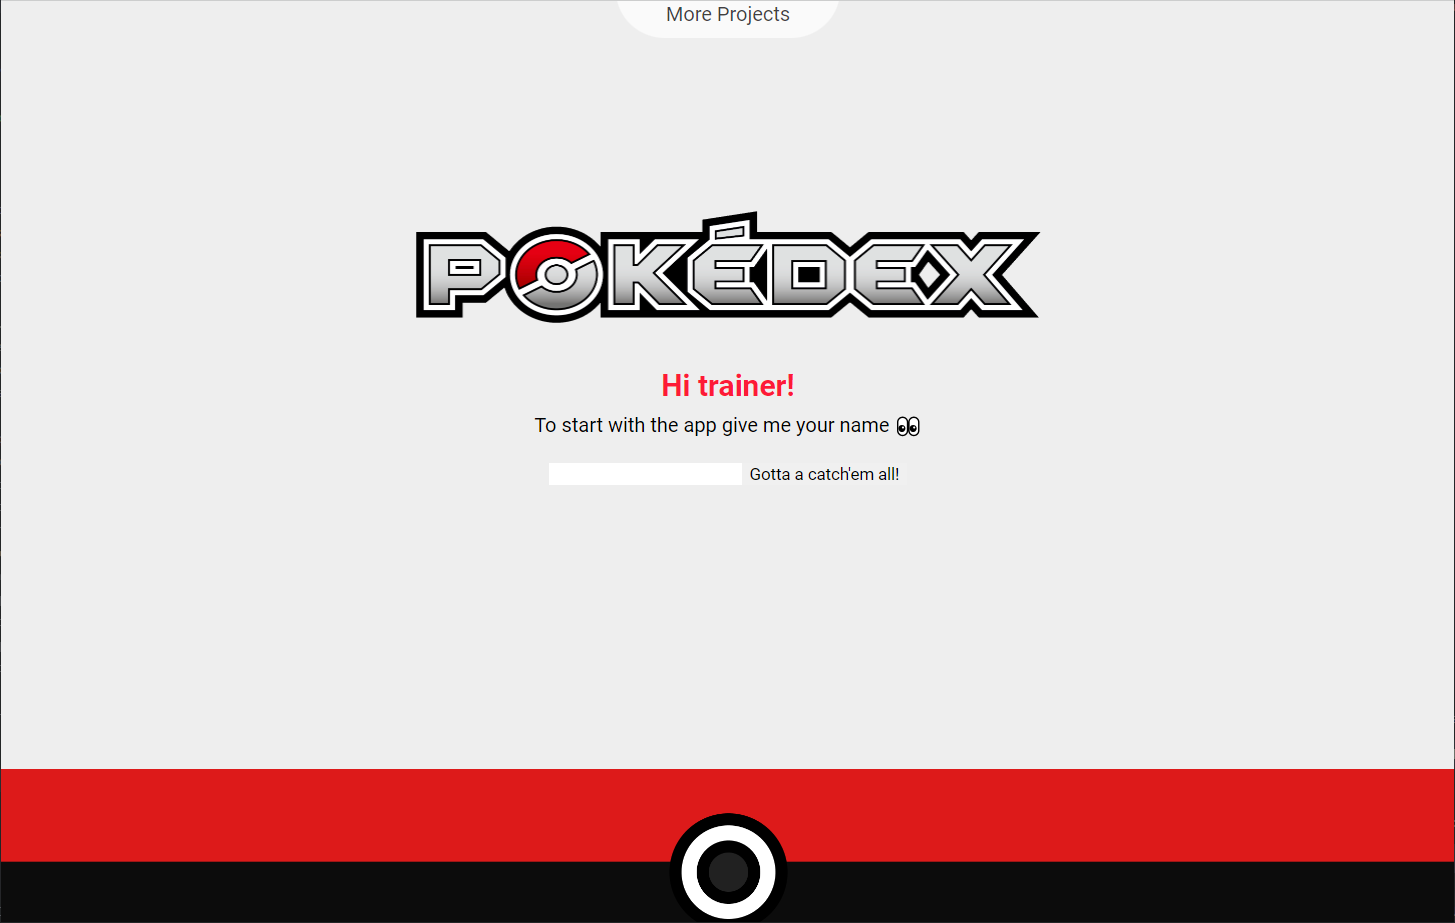 More Projects
POKÉDEX
Hi trainer!
To start with the app give me your name 👀
Gotta a catch'em all!